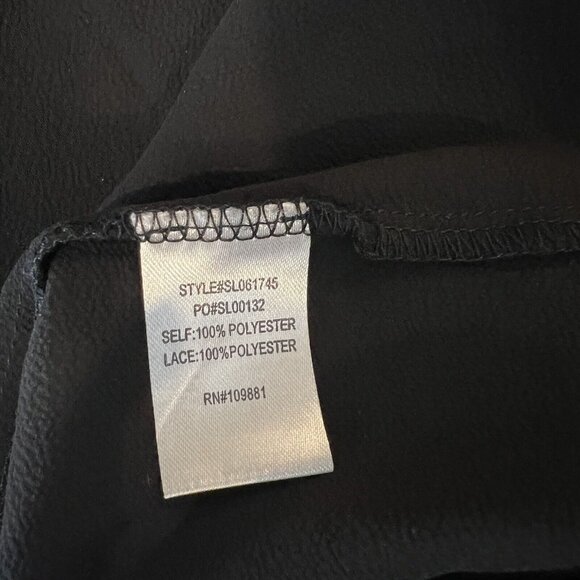 STYLE#SL061745
PO#SL00132
SELF:100% POLYESTER
LACE:100%POLYESTER
RN#109881